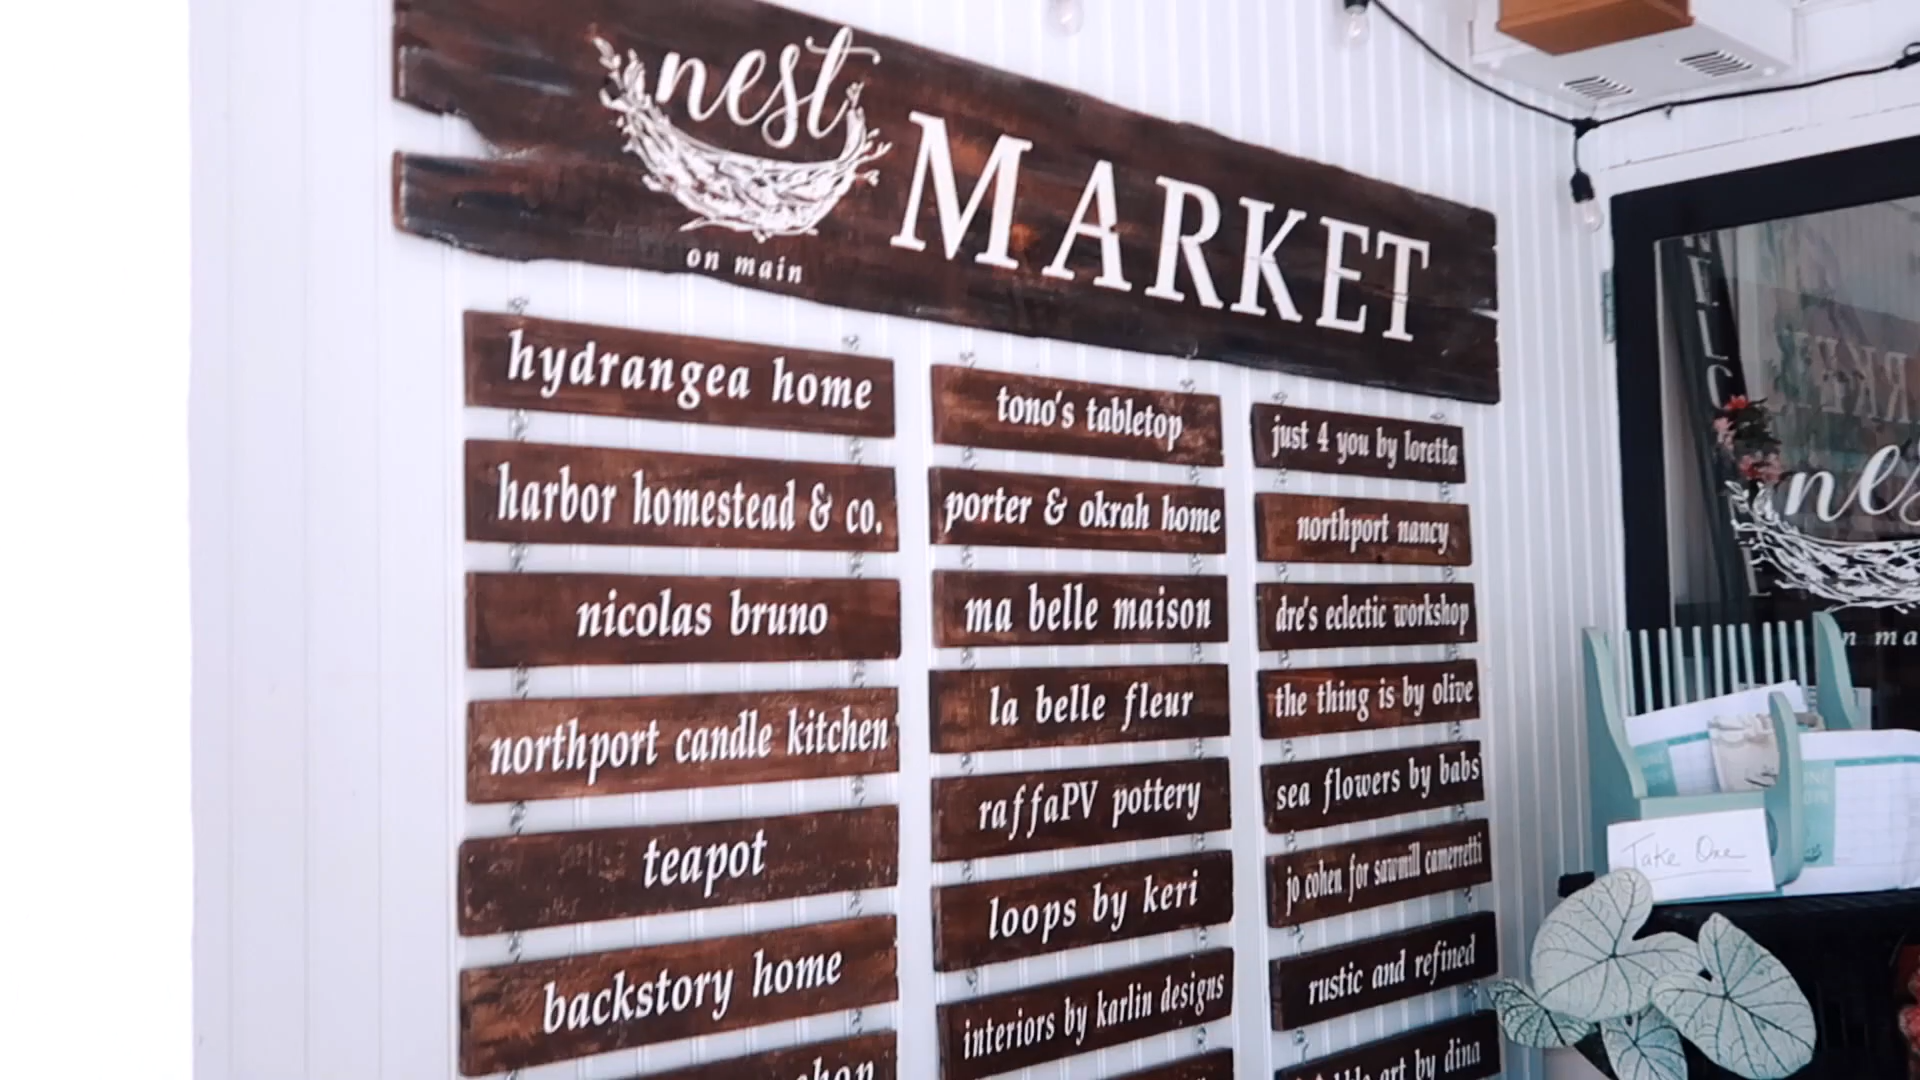 nest
on main
MARKET
hydrangea home
harbor homestead & co.
nicolas bruno
northport candle kitchen
teapot
backstory home
tono's tabletop
porter & okrah home
ma belle maison
la belle fleur
raffaPV pottery
loops by keri
interiors by karlin designs
just 4 you by loretta
northport nancy
dre's eclectic workshop
the thing is by olive
sea flowers by babs
jo cohen for sawmill camerretti
rustic and refined
art by dina
Take One